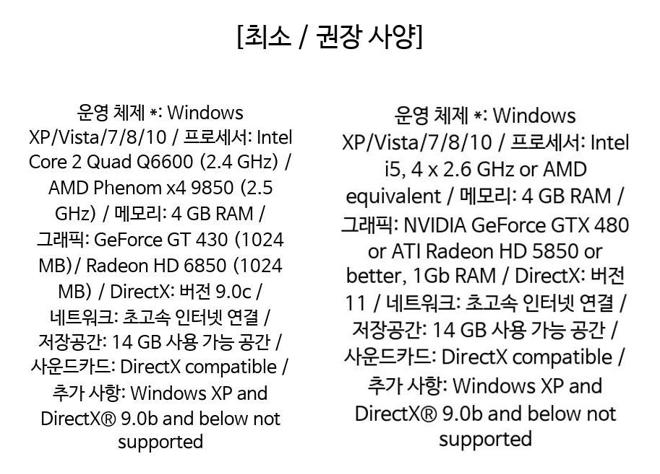 [최소 / 권장 사양]
운영 체제 *: Windows
XP/Vista/7/8/10 / 프로세서: Intel
Core 2 Quad Q6600 (2.4 GHz) /
AMD Phenom x4 9850 (2.5
GHz) / 메모리: 4 GB RAM /
그래픽: GeForce GT 430 (1024
MB)/ Radeon HD 6850 (1024
MB) / DirectX: 버전 9.0c /
네트워크: 초고속 인터넷 연결 /
저장공간: 14 GB 사용 가능 공간 /
사운드카드: DirectX compatible /
추가 사항: Windows XP and
DirectX® 9.0b and below not
supported
운영 체제 *: Windows
XP/Vista/7/8/10 / 프로세서: Intel
i5, 4 x 2.6 GHz or AMD
equivalent / 메모리: 4 GB RAM /
그래픽: NVIDIA GeForce GTX 480
or ATI Radeon HD 5850 or
better, 1Gb RAM / DirectX: 버전
11 / 네트워크: 초고속 인터넷 연결 /
저장공간: 14 GB 사용 가능 공간 /
사운드카드: DirectX compatible /
추가 사항: Windows XP and
DirectX® 9.0b and below not
supported